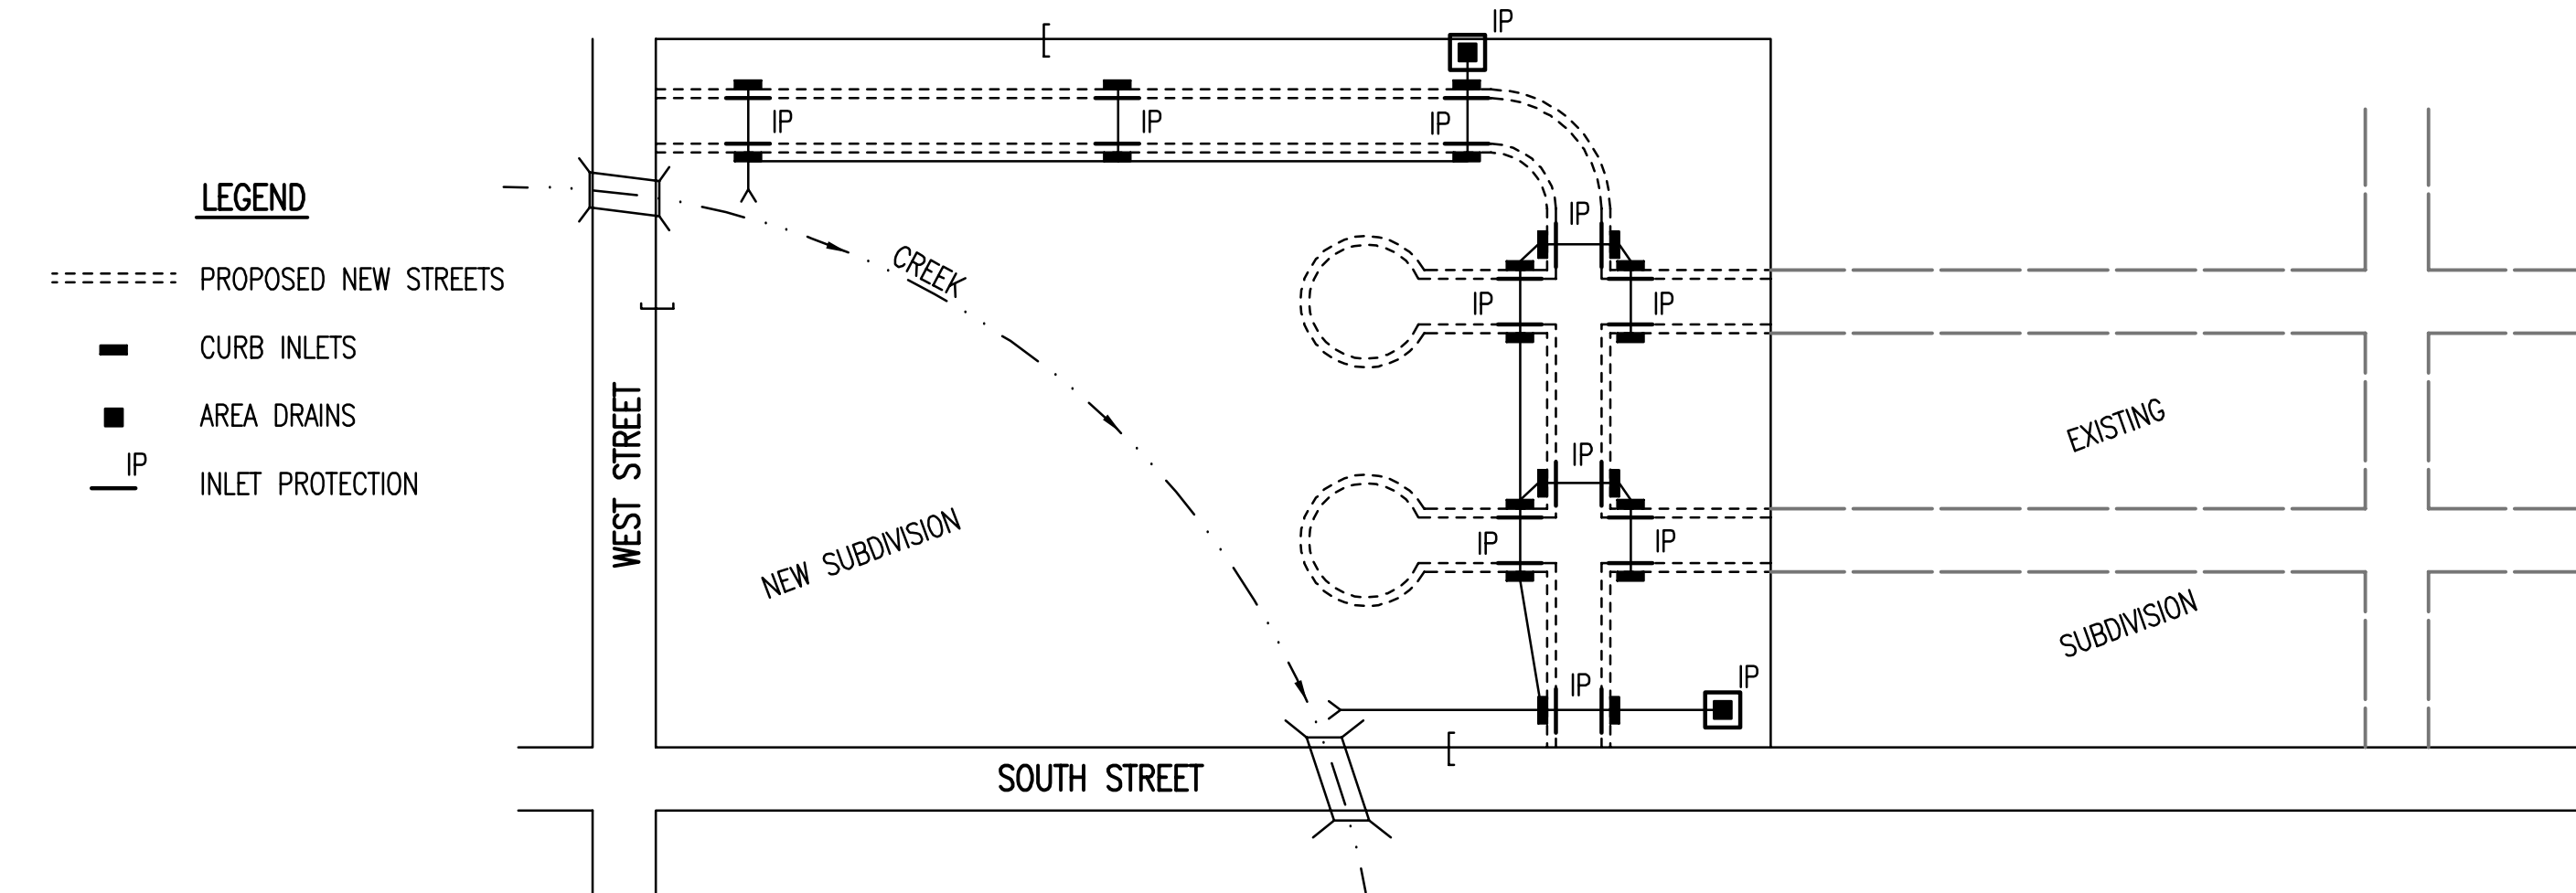 IP
IP
IP
IP
LEGEND
PROPOSED NEW STREETS
CURB INLETS
AREA DRAINS
IP
INLET PROTECTION
WEST STREET
CREEK
NEW SUBDIVISION
IP
IP
IP
IP
IP
IP
IP
IP
EXISTING
SUBDIVISION
SOUTH STREET